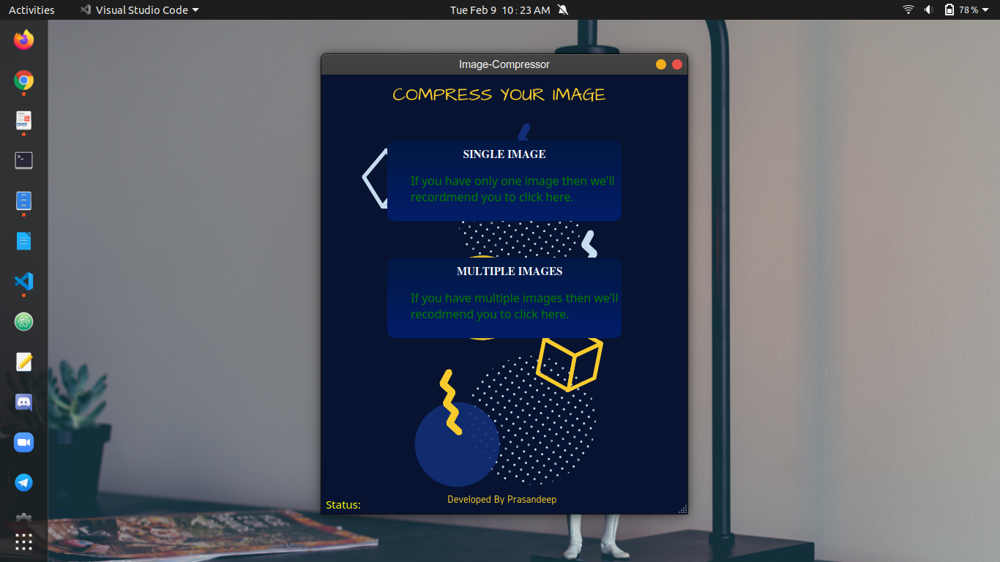 Activities
Visual Studio Code
Tue Feb 9 10:23 AM
78%
Image-Compressor
COMPRESS YOUR IMAGE
SINGLE IMAGE
If you have only one image then we'll
recordmend you to click here.
MULTIPLE IMAGES
If you have multiple images then we'll
recodmend you to click here.
Developed By Prasandeep
Status: